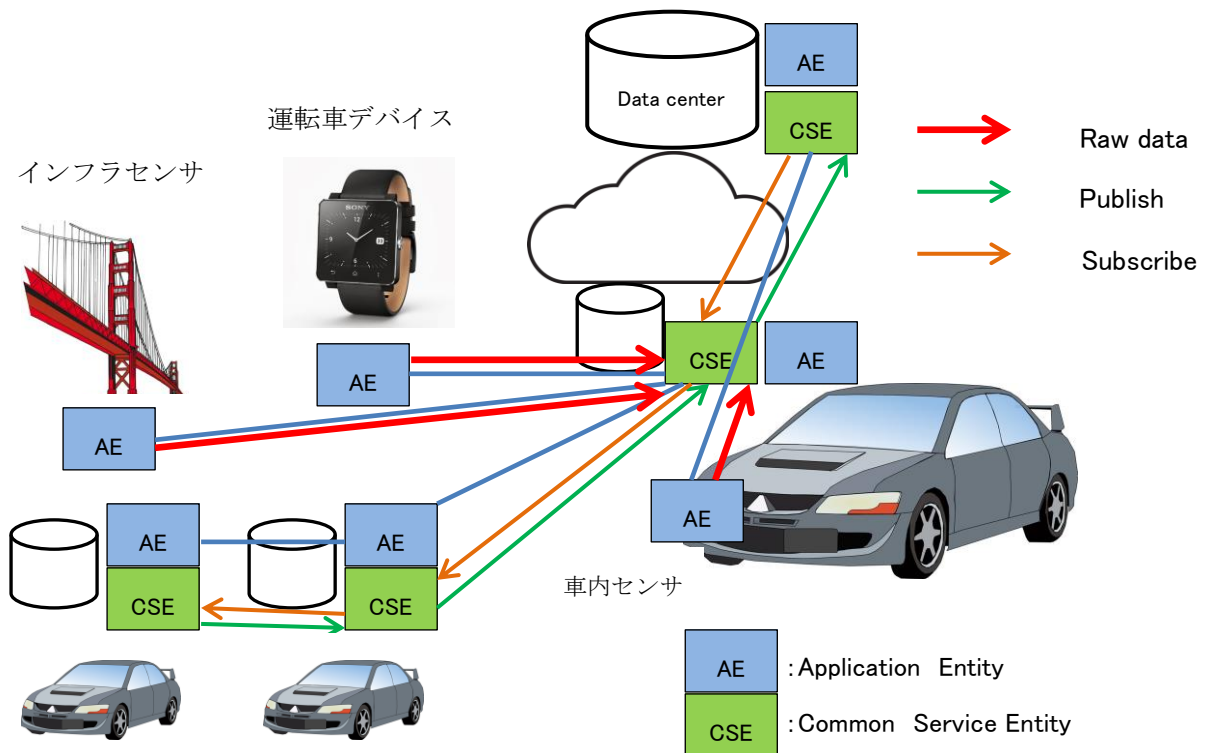 AE
Data center
CSE
運転車デバイス
インフラセンサ
Raw data
Publish
Subscribe
SONY
12
CSE
AE
AE
AE
AE
AE
AE
CSE
CSE
車内センサ
AE
:Application Entity
CSE
:Common Service Entity